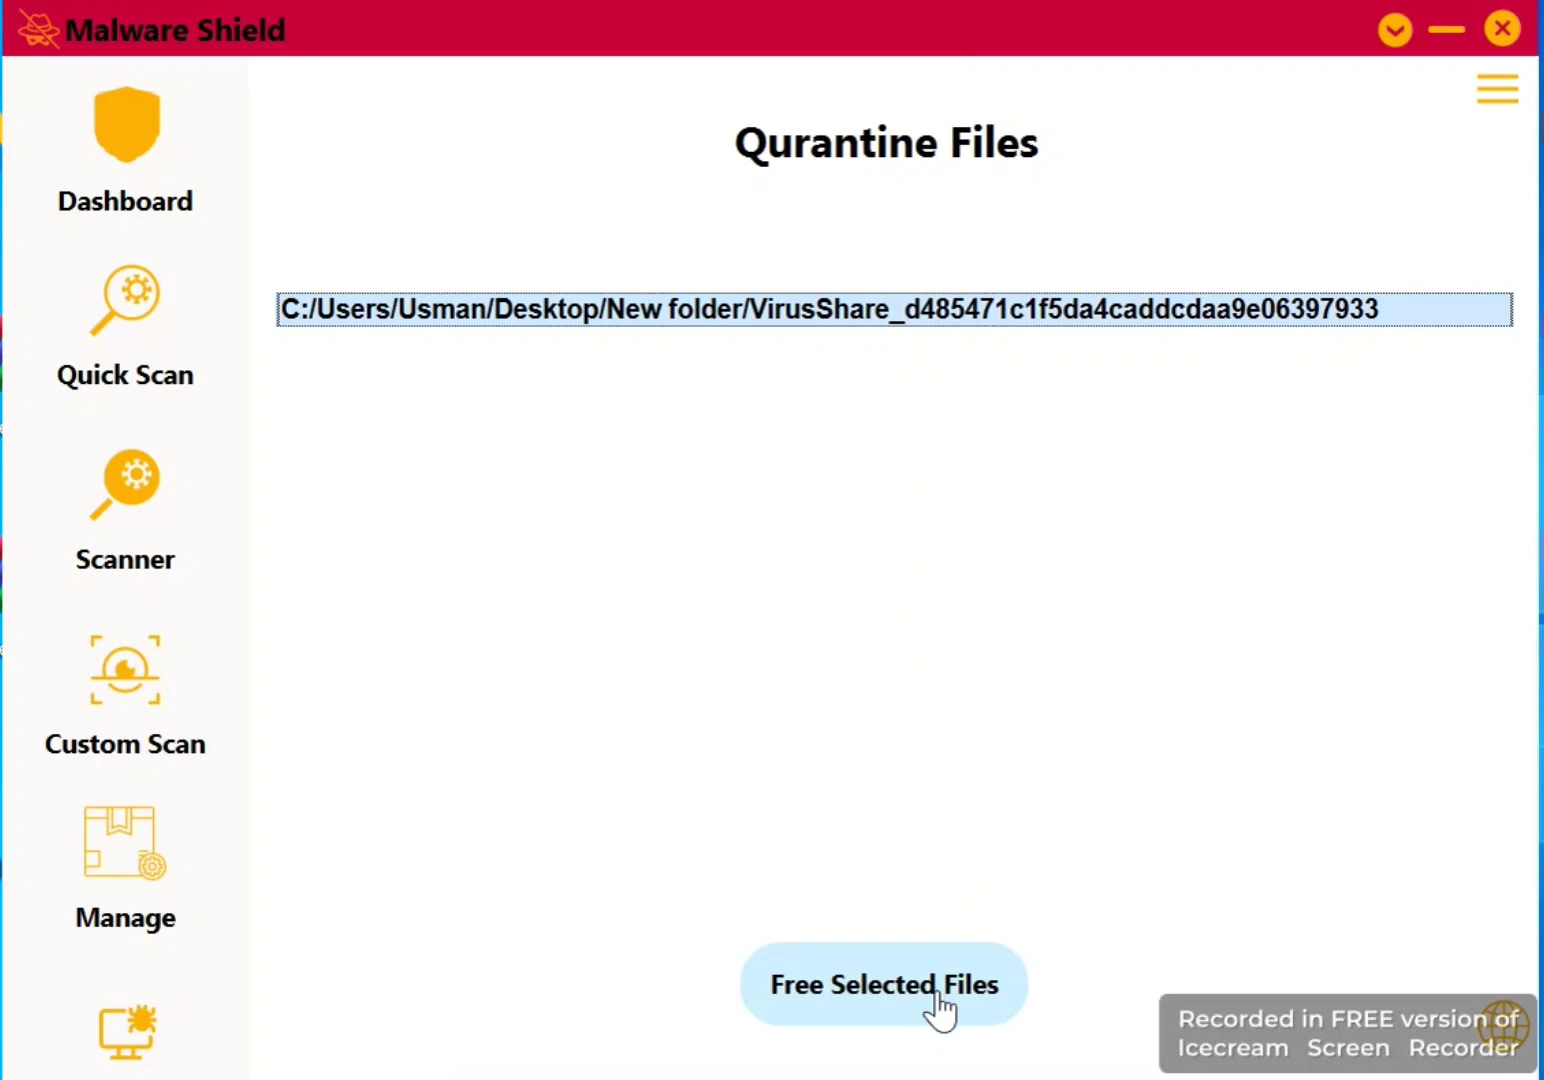 Malware Shield
Qurantine Files
Dashboard
C:/Users/Usman/Desktop/New folder/VirusShare_d485471c1f5da4caddcdaa9e06397933
Quick Scan
Scanner
Custom Scan
Manage
Free Selected Files
Recorded in FREE version of
Icecream Screen Recorder